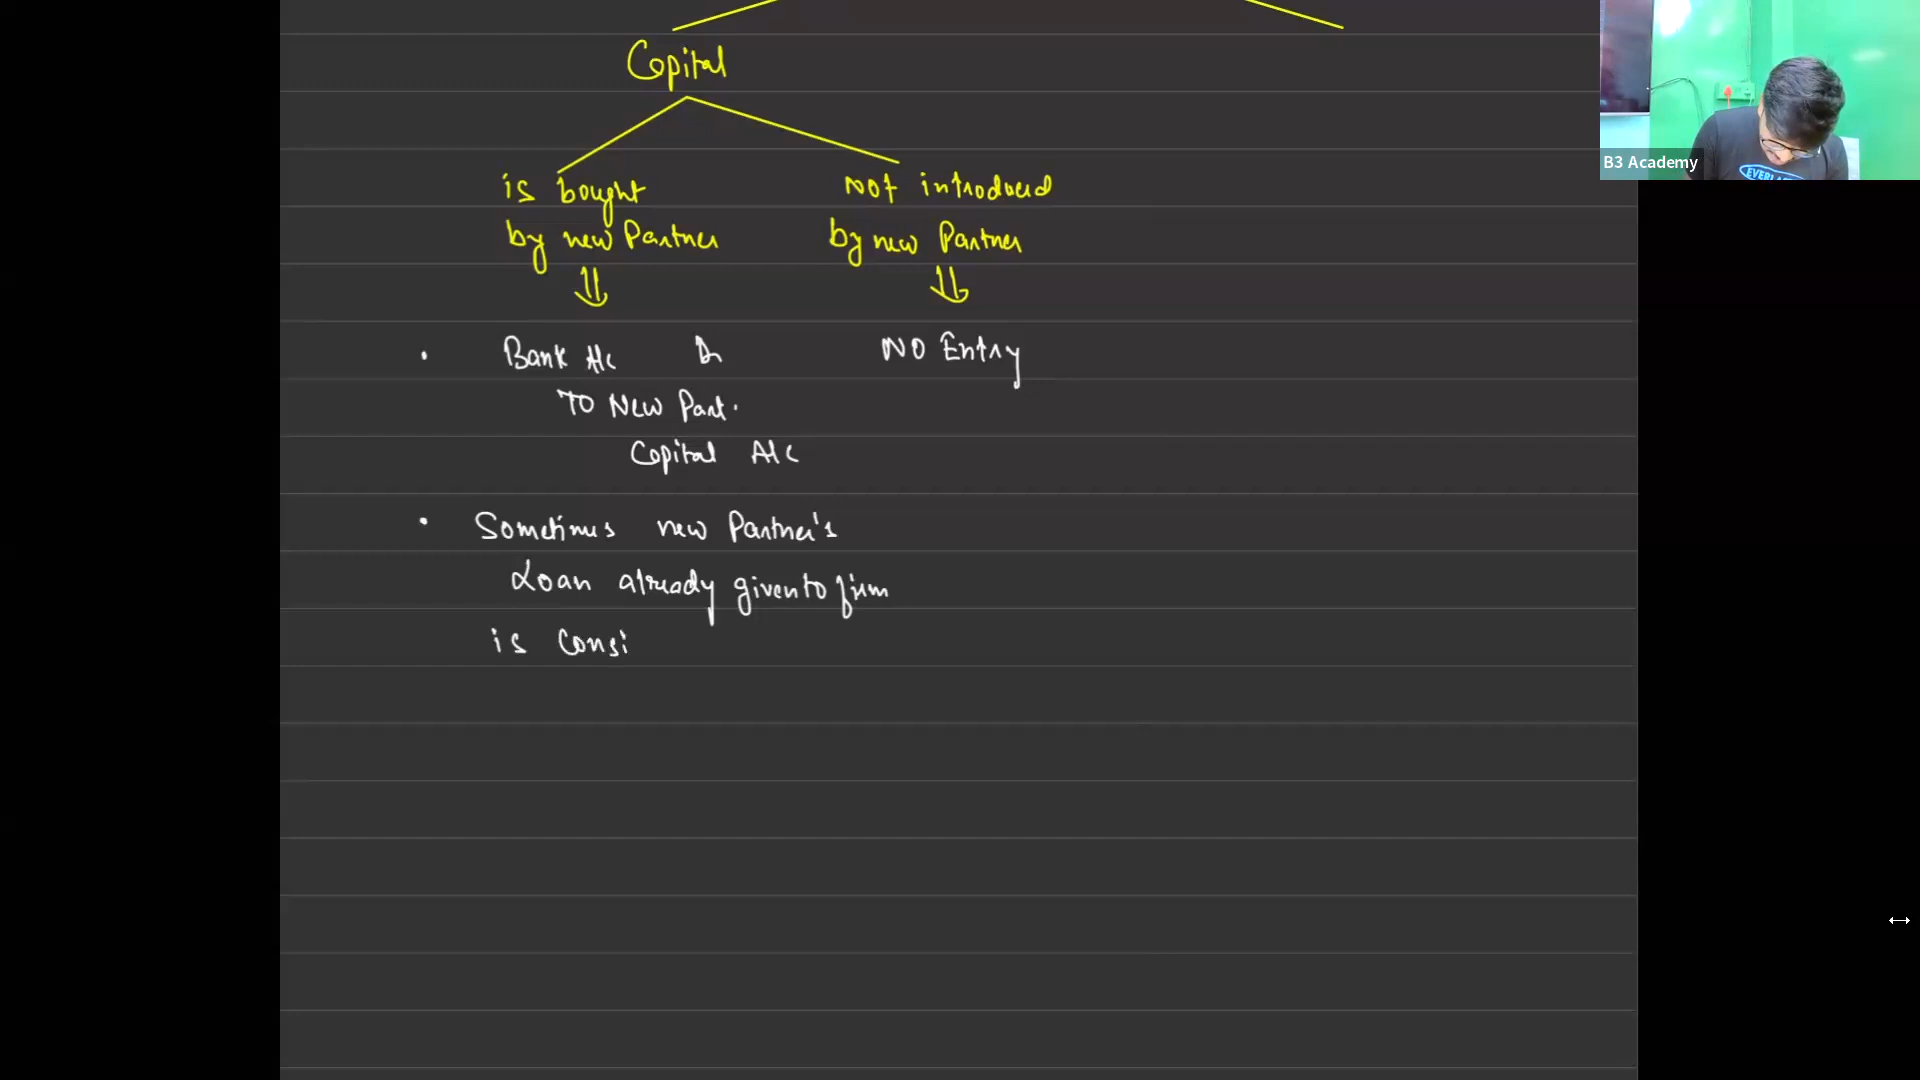 Capital
is bought
by new Partner
Not introduced
by new Partner
• Bank A/c Dr
To New Part.
Capital A/c
NO Entry
• Sometimes new Partner's
Loan already given to firm
is consi
B3 Academy
EVERLAS